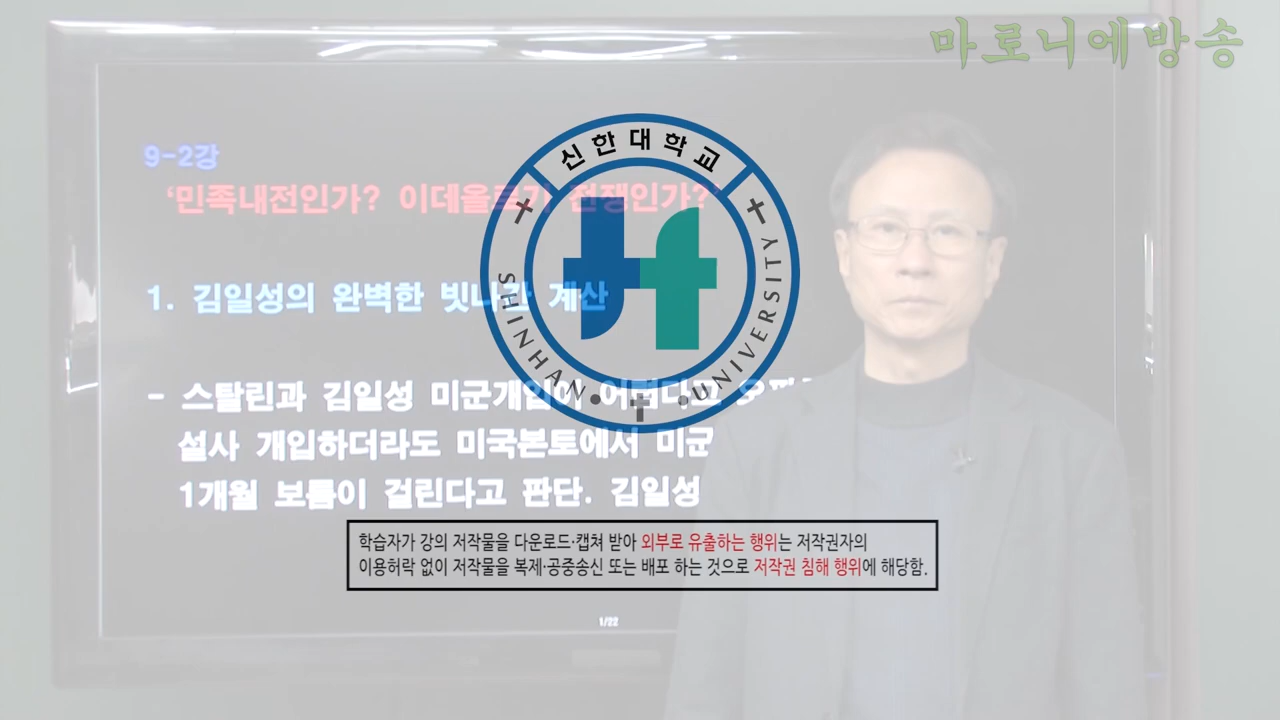 마로니에방송
신한대학교
SHINHAN
UNIVERSITY
9-2강
‘민족내전인가? 이데올로기 전쟁인가?’
1. 김일성의 완벽한 빗나간 계산
- 스탈린과 김일성 미군개입이 어렵다고
설사 개입하더라도 미국본토에서 미군
1개월 보름이 걸린다고 판단. 김일성
학습자가 강의 저작물을 다운로드·캡쳐 받아 외부로 유출하는 행위는 저작권자의
이용허락 없이 저작물을 복제·공중송신 또는 배포 하는 것으로 저작권 침해 행위에 해당함.
1/22